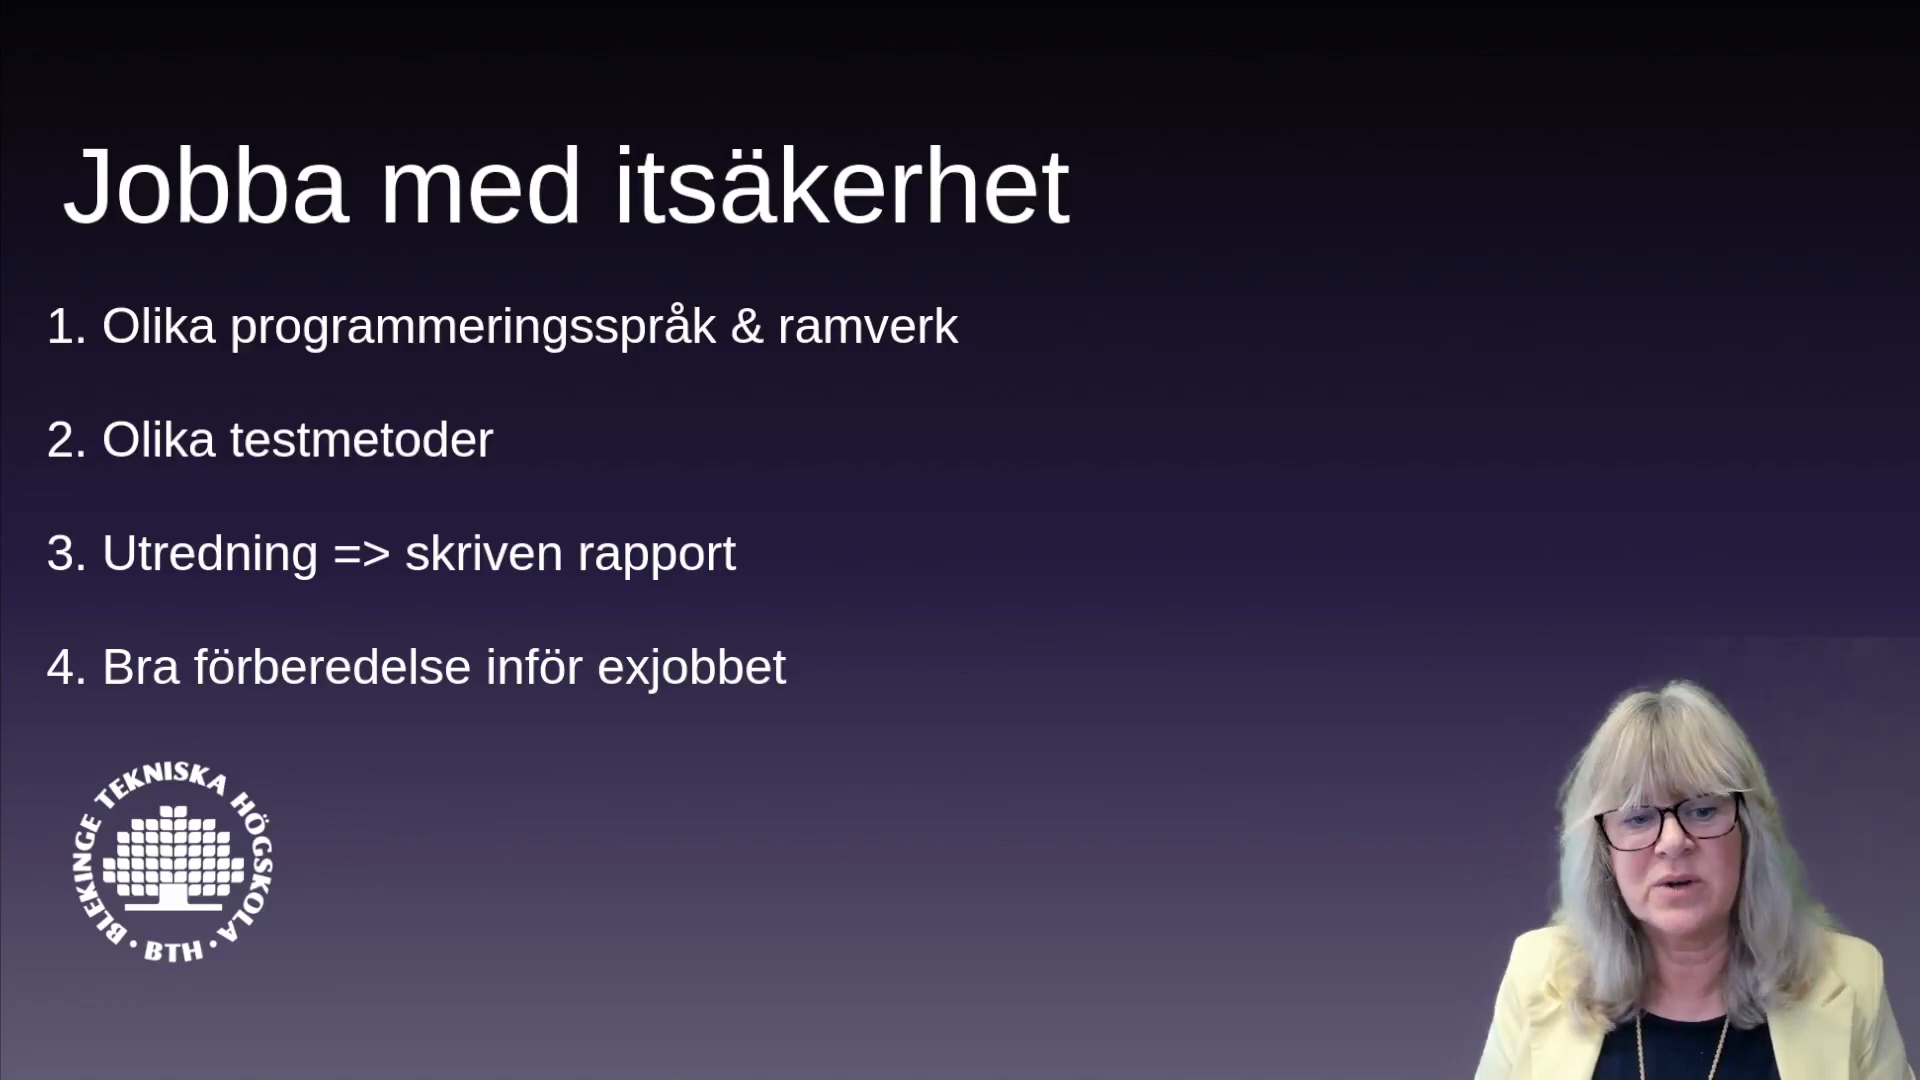 Jobba med itsäkerhet
1. Olika programmeringsspråk & ramverk
2. Olika testmetoder
3. Utredning => skriven rapport
4. Bra förberedelse inför exjobbet
BLEKINGE TEKNISKA HÖGSKOLA
· BTH ·